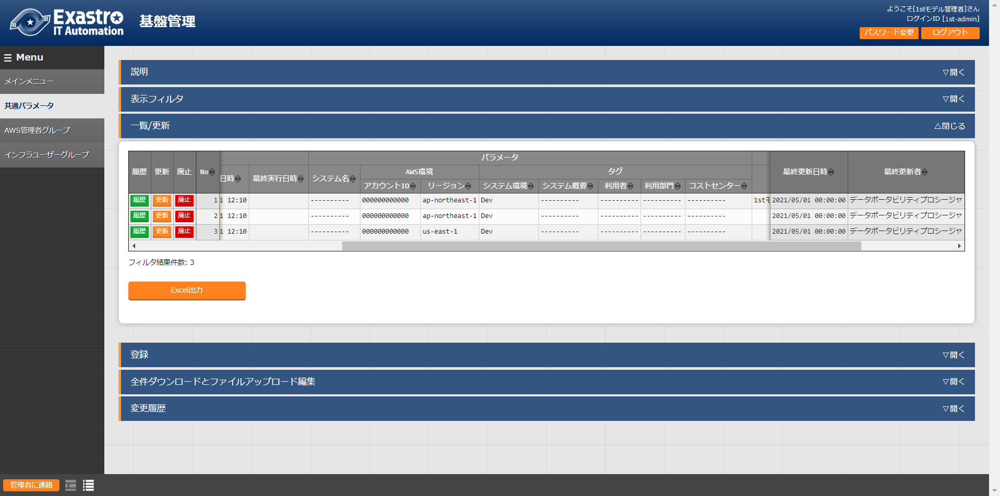 Exastro
IT Automation
基盤管理
ようこそ[1stモデル管理者]さん
ログインID [1st-admin]
パスワード変更 ログアウト
Menu
メインメニュー
共通パラメータ
AWS管理者グループ
インフラユーザーグループ
説明 ▽開く
表示フィルタ ▽開く
一覧/更新 △閉じる
パラメータ
AWS環境 タグ
履歴 更新 廃止 No 日時 最終実行日時 システム名 アカウントID リージョン システム環境 システム概要 利用者 利用部門 コストセンター 最終更新日時 最終更新者
履歴 更新 廃止 1 1 12:10 ---------- 000000000000 ap-northeast-1 Dev ---------- ---------- ---------- ---------- 1stモ 2021/05/01 00:00:00 データポータビリティプロシージャ
履歴 更新 廃止 2 1 12:10 ---------- 000000000000 ap-northeast-1 Dev ---------- ---------- ---------- ---------- 2021/05/01 00:00:00 データポータビリティプロシージャ
履歴 更新 廃止 3 1 12:10 ---------- 000000000000 us-east-1 Dev ---------- ---------- ---------- ---------- 2021/05/01 00:00:00 データポータビリティプロシージャ
フィルタ結果件数: 3
Excel出力
登録 ▽開く
全件ダウンロードとファイルアップロード編集 ▽開く
変更履歴 ▽開く
管理者に連絡